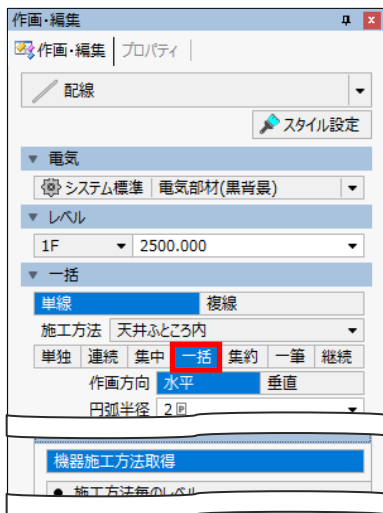 作画・編集
作画・編集 プロパティ
配線
スタイル設定
電気
システム標準 電気部材(黒背景)
レベル
1F 2500.000
一括
単線 複線
施工方法 天井ふところ内
単独 連続 集中 一括 集約 一筆 継続
作画方向 水平 垂直
円弧半径 2 P
機器施工方法取得
● 施工方法毎のレベル